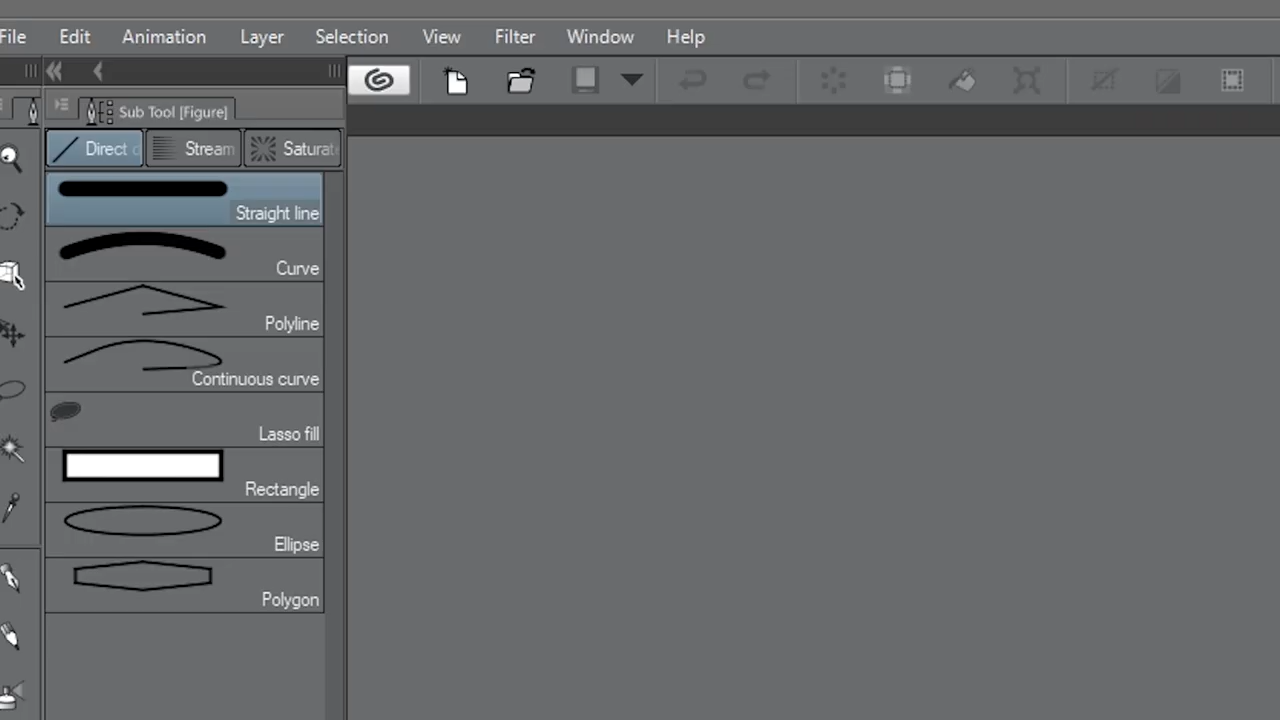 File Edit Animation Layer Selection View Filter Window Help
Sub Tool [Figure]
Direct d Stream Saturat
Straight line
Curve
Polyline
Continuous curve
Lasso fill
Rectangle
Ellipse
Polygon